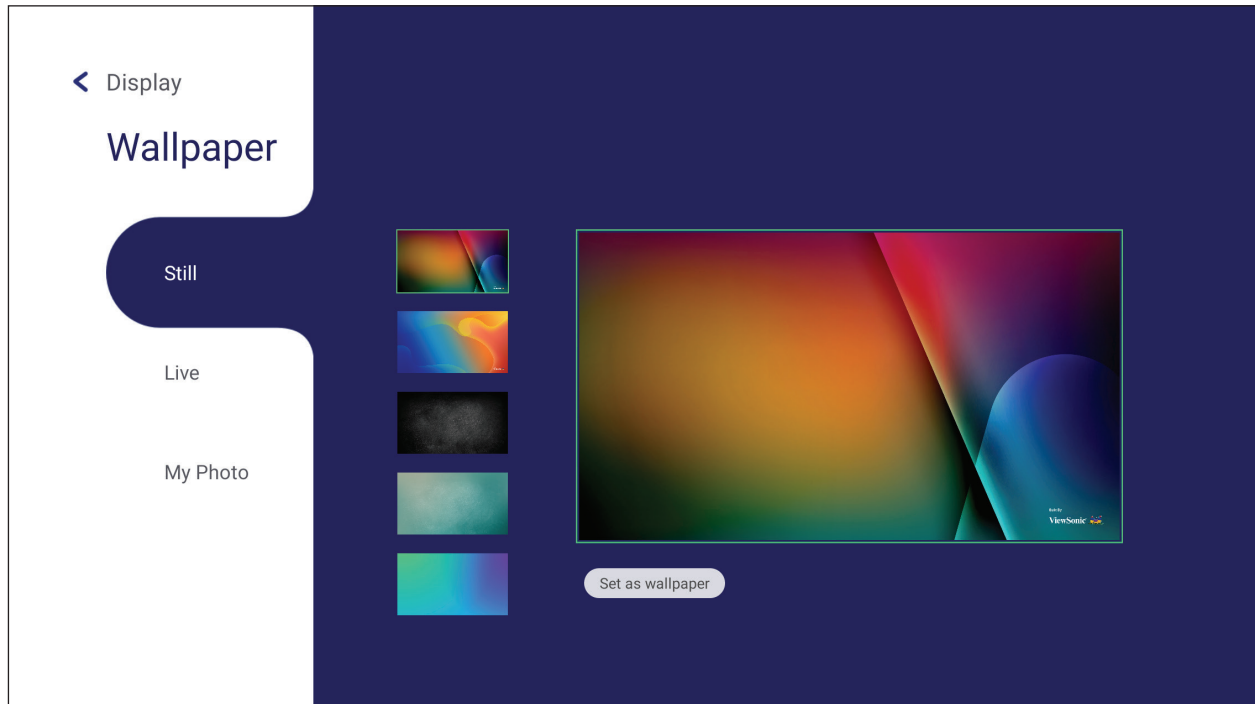 Display
Wallpaper
Still
Live
My Photo
ViewSonic
Set as wallpaper